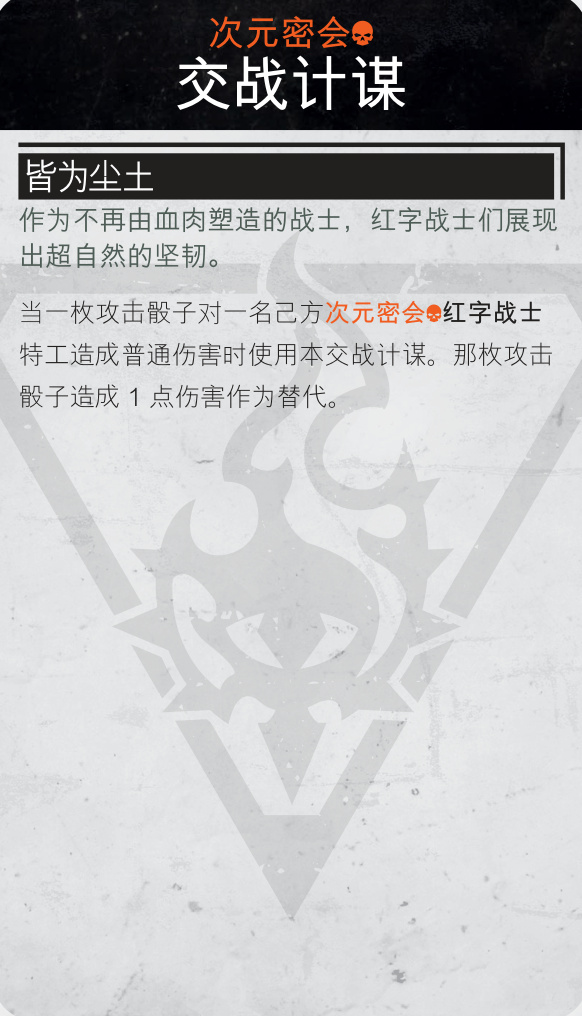 次元密会
交战计谋
皆为尘土
作为不再由血肉塑造的战士，红字战士们展现
出超自然的坚韧。
当一枚攻击骰子对一名己方次元密会红字战士
特工造成普通伤害时使用本交战计谋。那枚攻击
骰子造成 1 点伤害作为替代。